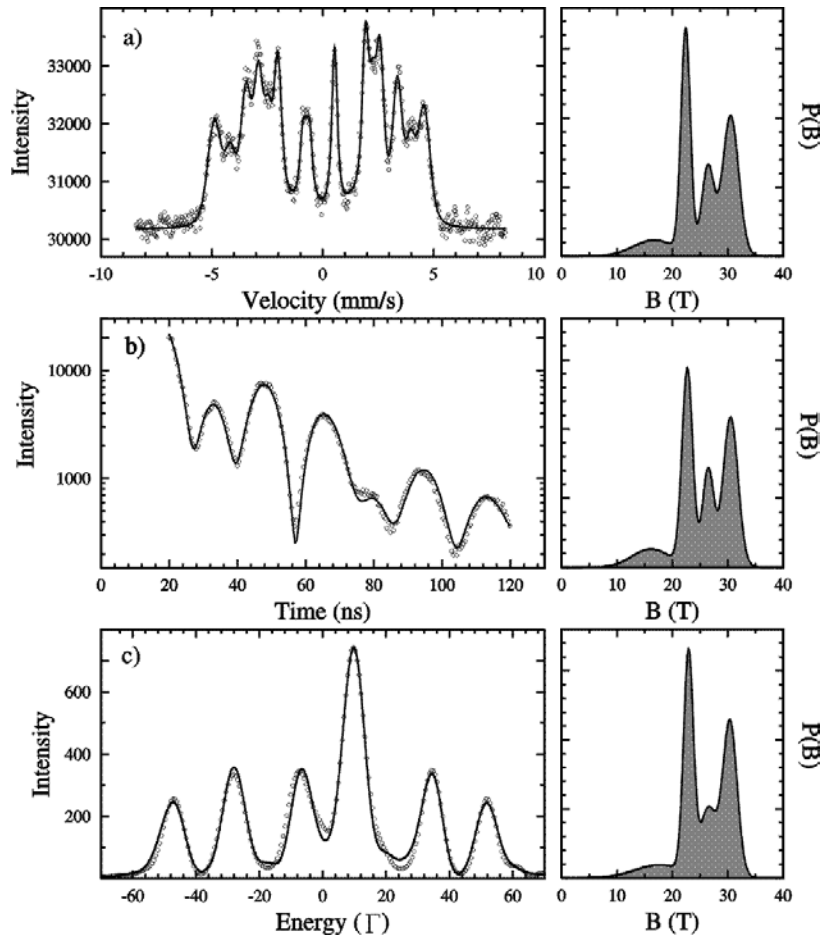 a)
Intensity
33000
32000
31000
30000
-10 -5 0 5 10
Velocity (mm/s)
P(B)
0 10 20 30 40
B (T)
b)
Intensity
10000
1000
0 20 40 60 80 100 120
Time (ns)
P(B)
0 10 20 30 40
B (T)
c)
Intensity
600
400
200
-60 -40 -20 0 20 40 60
Energy (Γ)
P(B)
0 10 20 30 40
B (T)